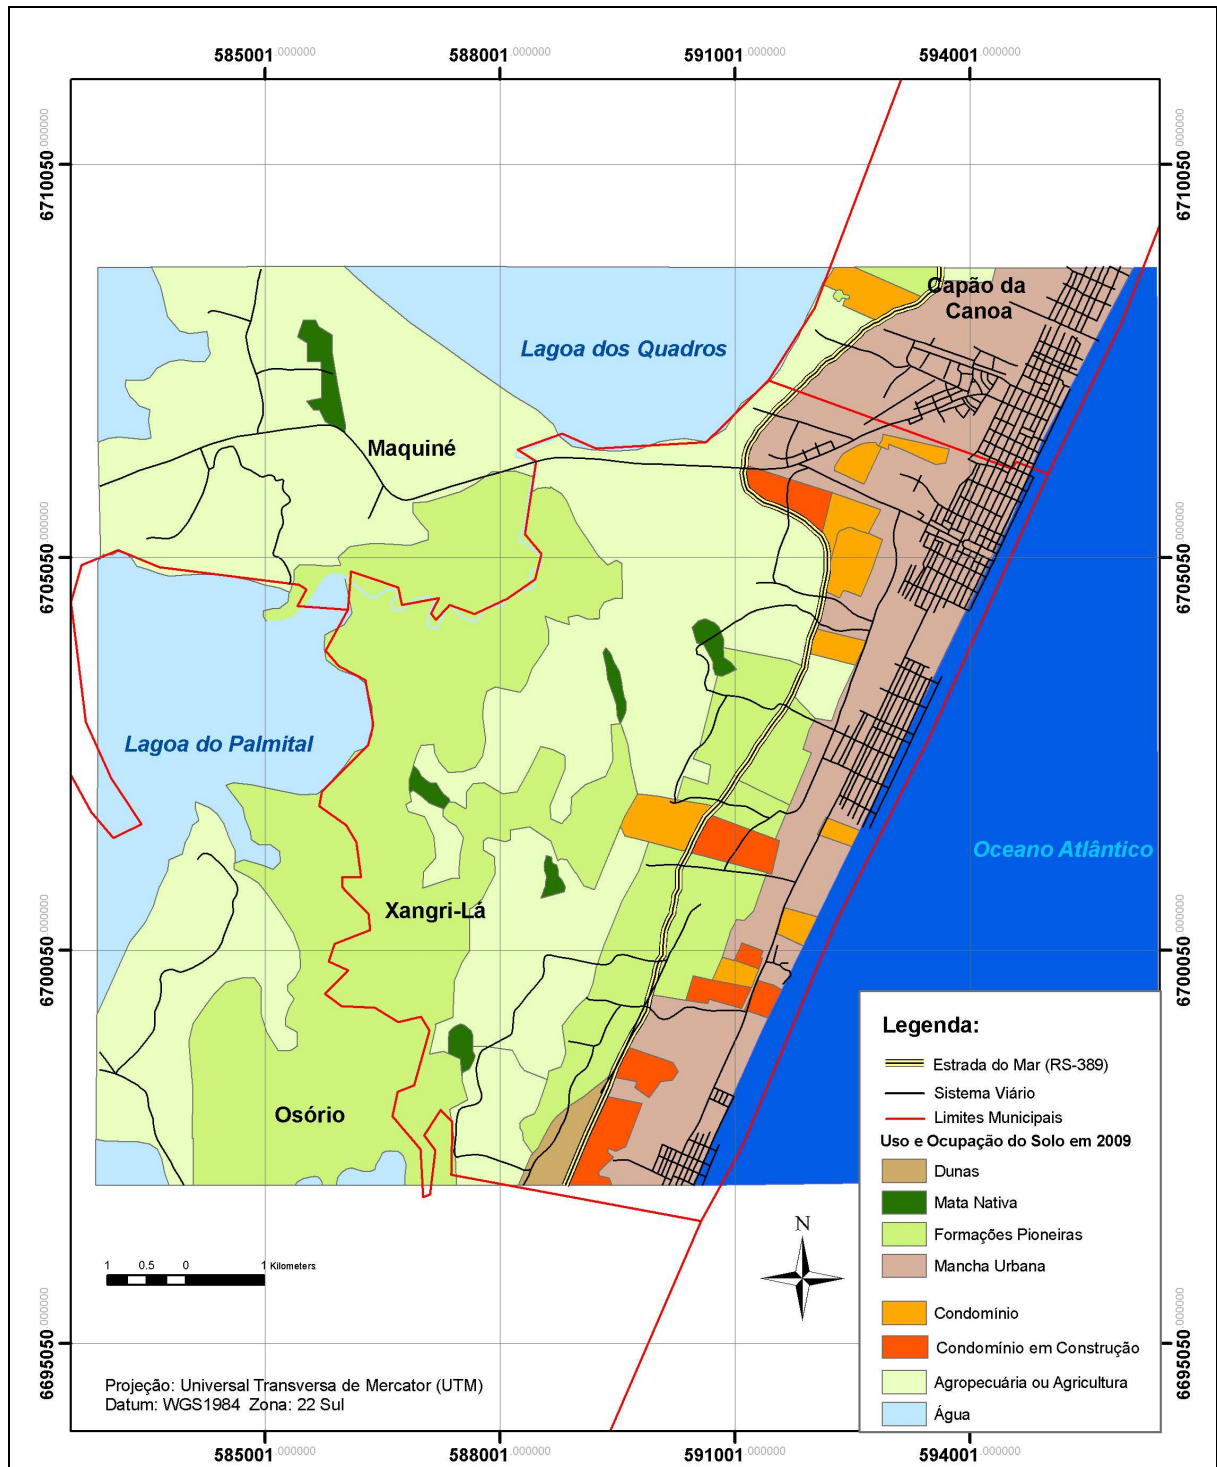 585001.000000 588001.000000 591001.000000 594001.000000
6710050.000000 6710050.000000
Capão da
Canoa
Lagoa dos Quadros
Maquiné
6705050.000000 6705050.000000
Lagoa do Palmital
Oceano Atlântico
Xangri-Lá
6700050.000000 6700050.000000
Osório
Legenda:
Estrada do Mar (RS-389)
Sistema Viário
Limites Municipais
Uso e Ocupação do Solo em 2009
Dunas
Mata Nativa
Formações Pioneiras
Mancha Urbana
Condomínio
Condomínio em Construção
Agropecuária ou Agricultura
Água
N
1 0.5 0 1 Kilometers
6695050.000000 6695050.000000
Projeção: Universal Transversa de Mercator (UTM)
Datum: WGS1984 Zona: 22 Sul
585001.000000 588001.000000 591001.000000 594001.000000